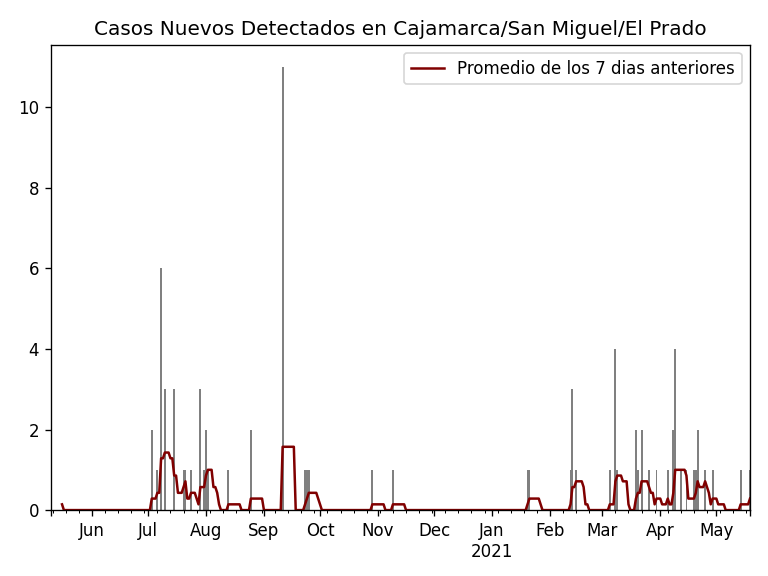 Casos Nuevos Detectados en Cajamarca/San Miguel/El Prado
Promedio de los 7 dias anteriores
10
8
6
4
2
0
Jun Jul Aug Sep Oct Nov Dec Jan Feb Mar Apr May
2021